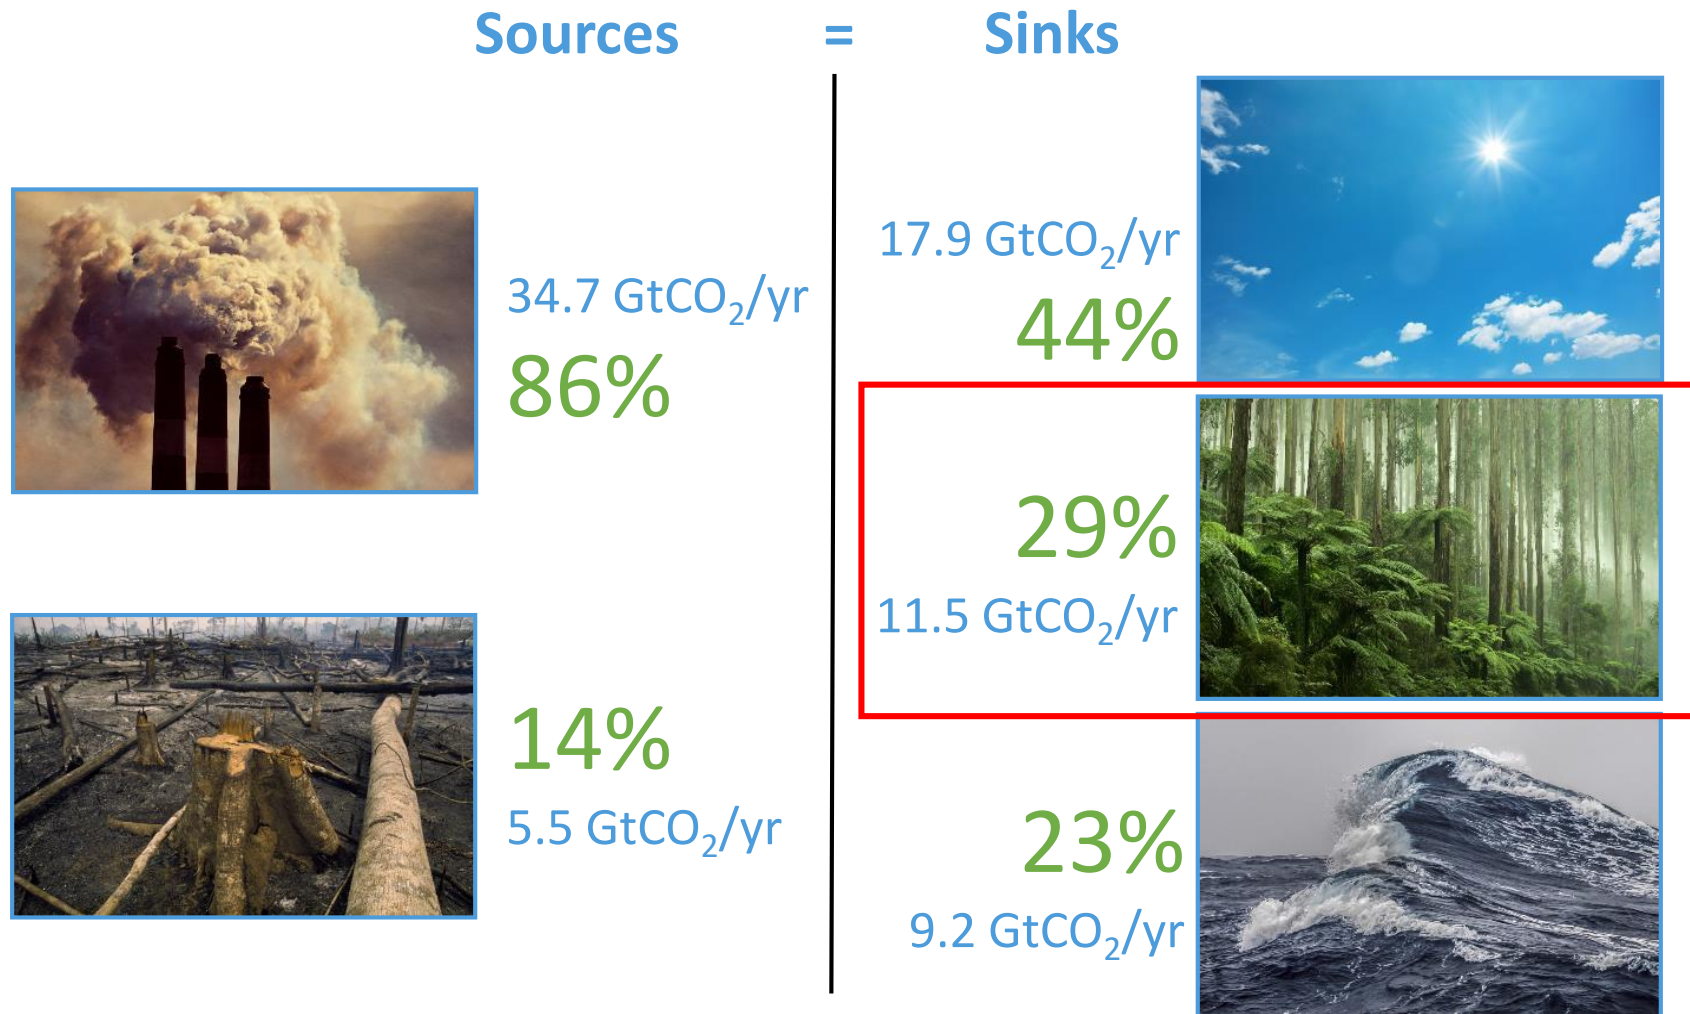 Sources = Sinks
34.7 GtCO₂/yr
86%
14%
5.5 GtCO₂/yr
17.9 GtCO₂/yr
44%
29%
11.5 GtCO₂/yr
23%
9.2 GtCO₂/yr